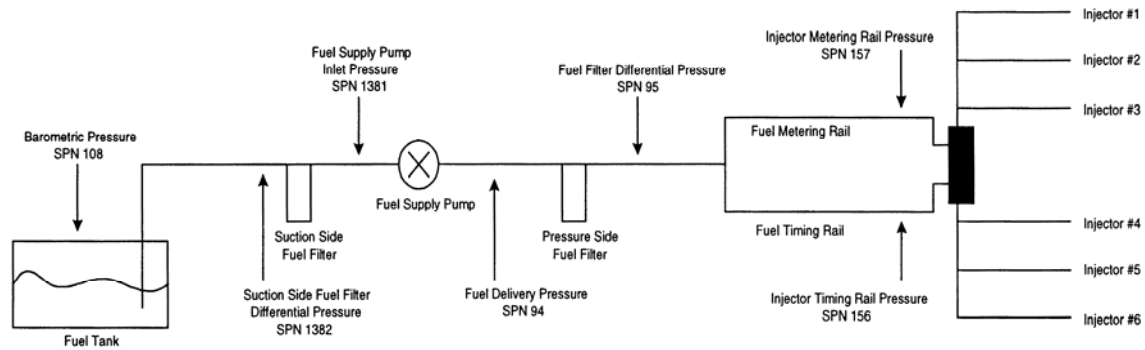 Injector #1
Injector Metering Rail Pressure
SPN 157
Fuel Supply Pump
Inlet Pressure
SPN 1381
Injector #2
Fuel Filter Differential Pressure
SPN 95
Injector #3
Barometric Pressure
SPN 108
Fuel Metering Rail
Fuel Supply Pump
Suction Side
Fuel Filter
Pressure Side
Fuel Filter
Fuel Timing Rail
Injector #4
Injector #5
Suction Side Fuel Filter
Differential Pressure
SPN 1382
Fuel Delivery Pressure
SPN 94
Injector Timing Rail Pressure
SPN 156
Injector #6
Fuel Tank